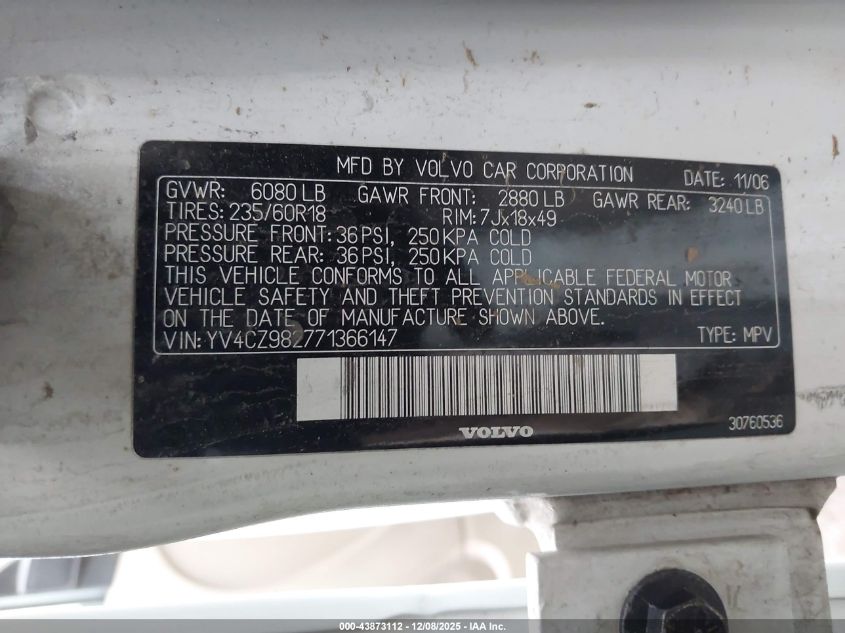 MFD BY VOLVO CAR CORPORATION DATE: 11/06
GVWR: 6080 LB GAWR FRONT: 2880 LB GAWR REAR: 3240 LB
TIRES: 235/60R18 RIM: 7Jx18x49
PRESSURE FRONT: 36 PSI, 250 KPA COLD
PRESSURE REAR: 36 PSI, 250 KPA COLD
THIS VEHICLE CONFORMS TO ALL APPLICABLE FEDERAL MOTOR
VEHICLE SAFETY AND THEFT PREVENTION STANDARDS IN EFFECT
ON THE DATE OF MANUFACTURE SHOWN ABOVE.
VIN: YV4CZ982771366147 TYPE: MPV
VOLVO
30760536
000-43873112 - 12/08/2025 - IAA Inc.